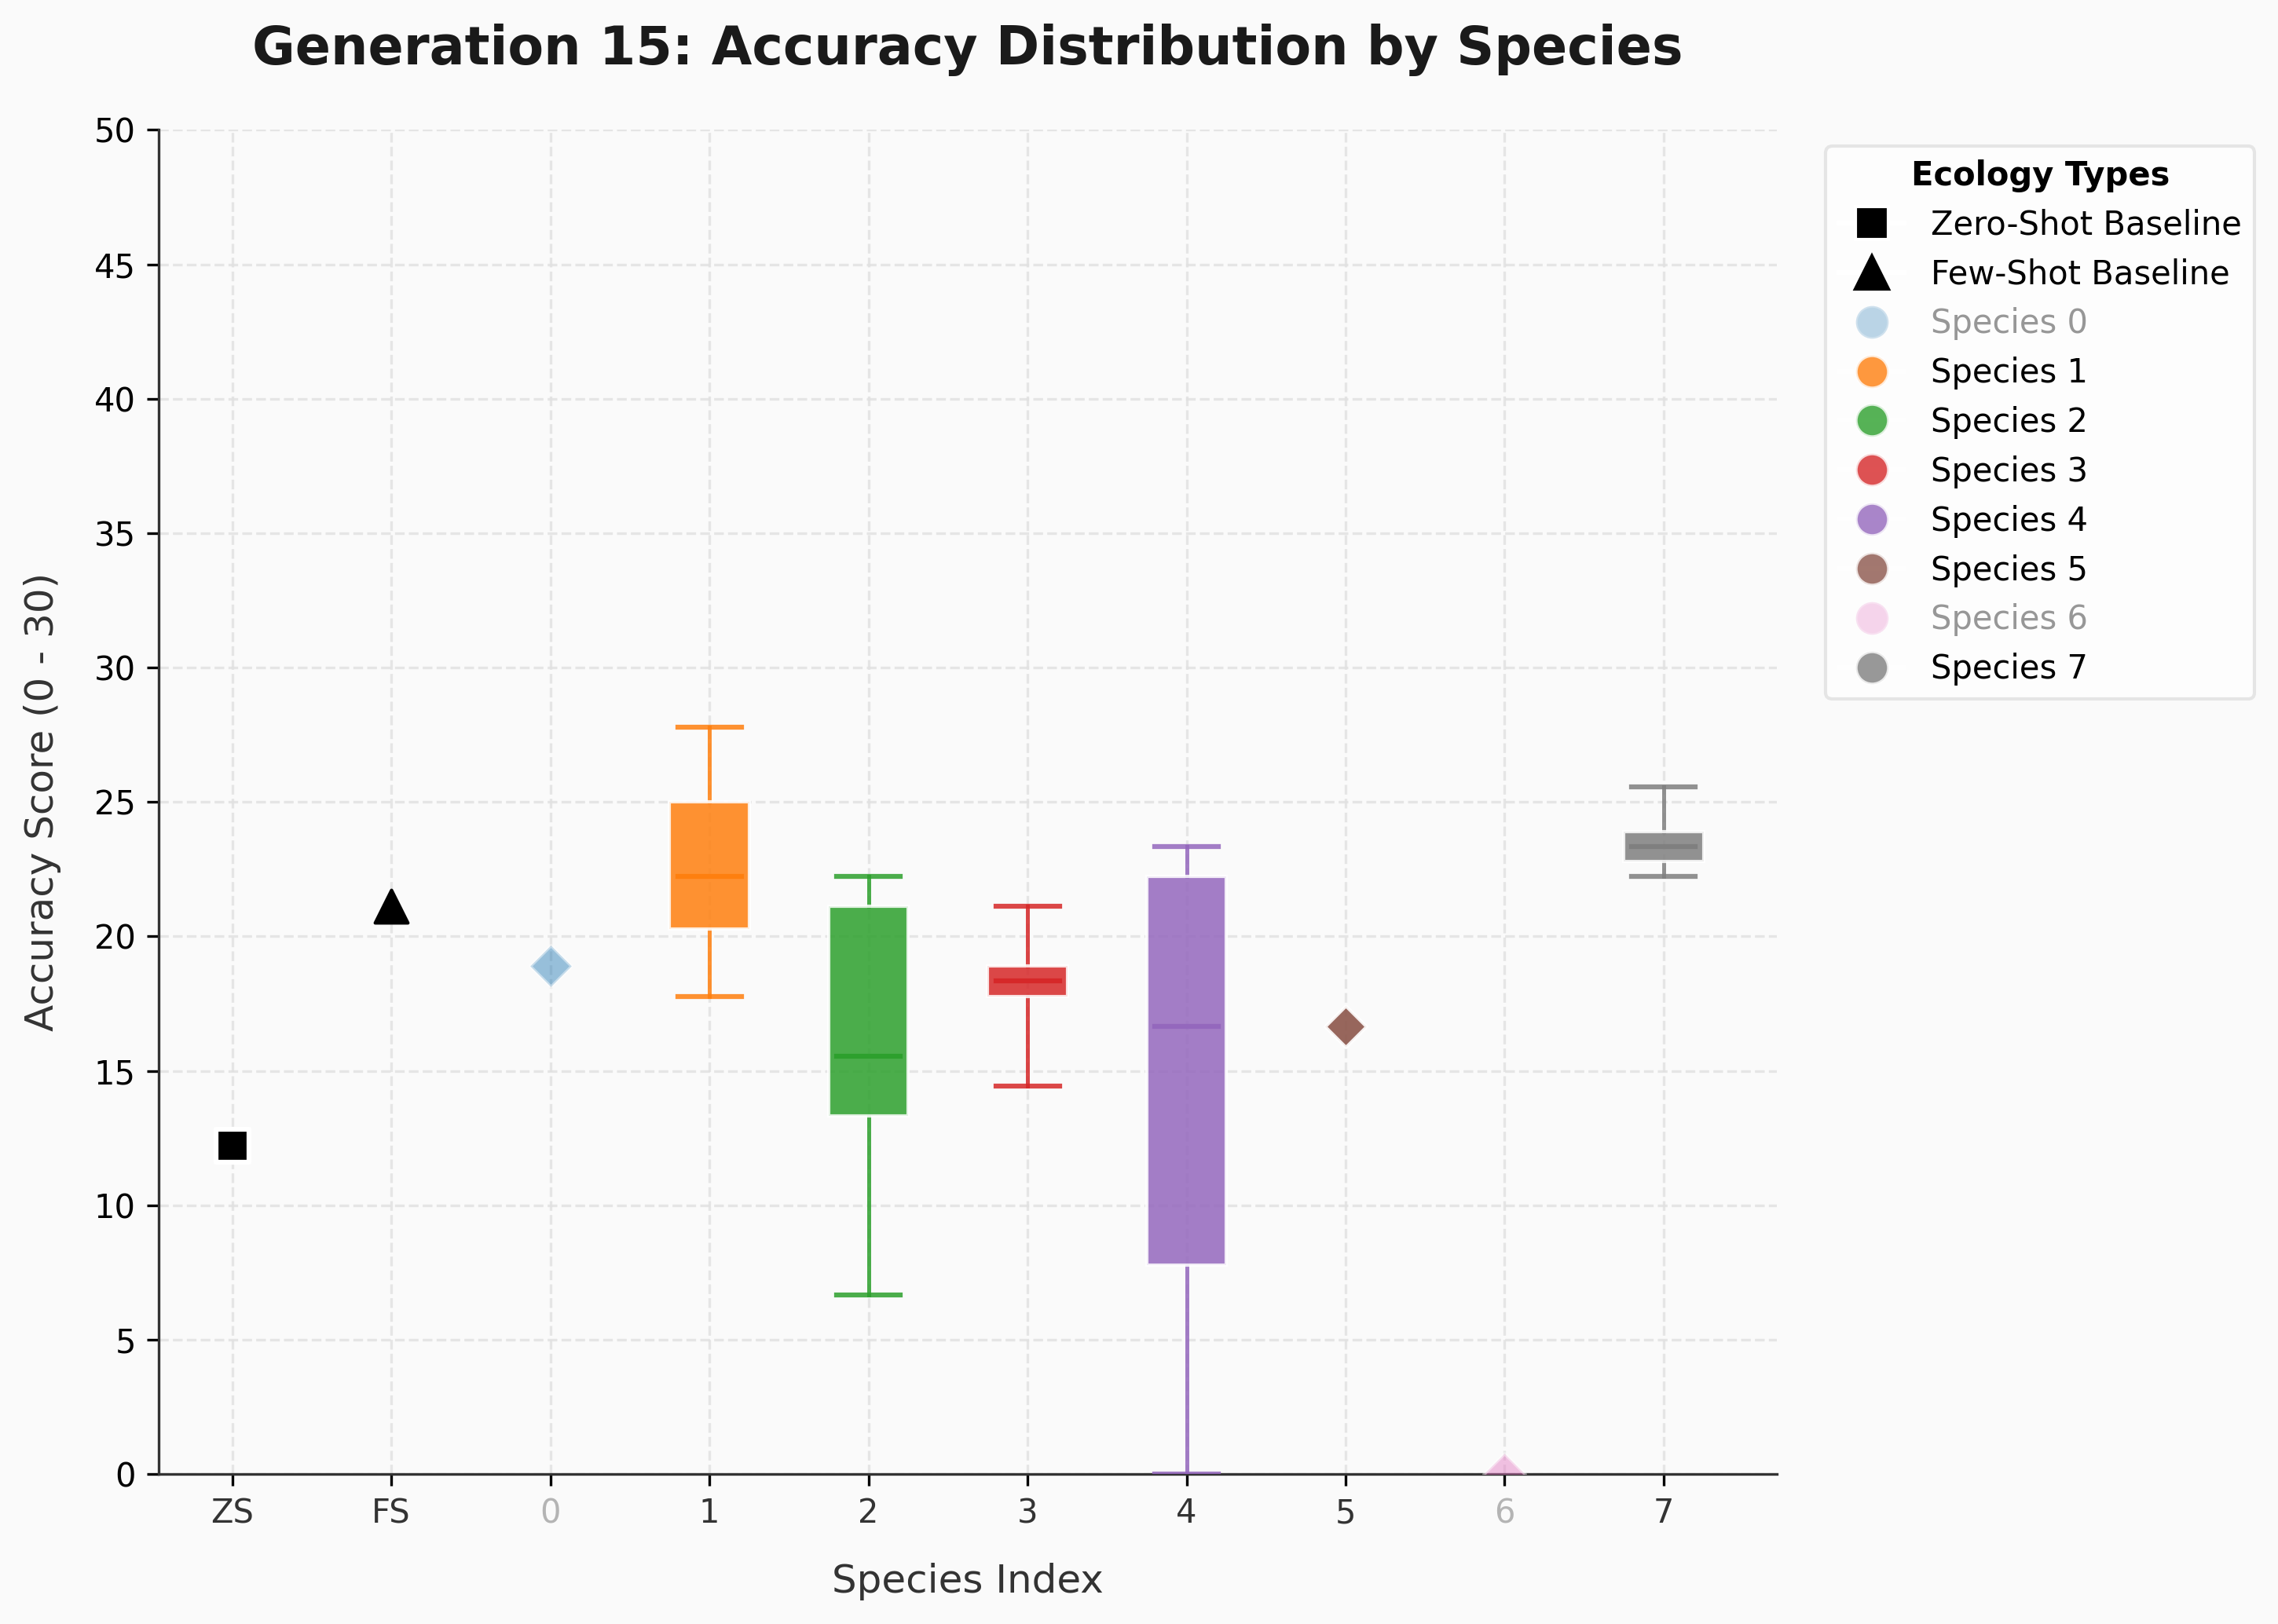 Generation 15: Accuracy Distribution by Species
50
45
40
35
30
25
20
15
10
5
0
Accuracy Score (0 - 30)
ZS
FS
0
1
2
3
4
5
6
7
Species Index
Ecology Types
Zero-Shot Baseline
Few-Shot Baseline
Species 0
Species 1
Species 2
Species 3
Species 4
Species 5
Species 6
Species 7